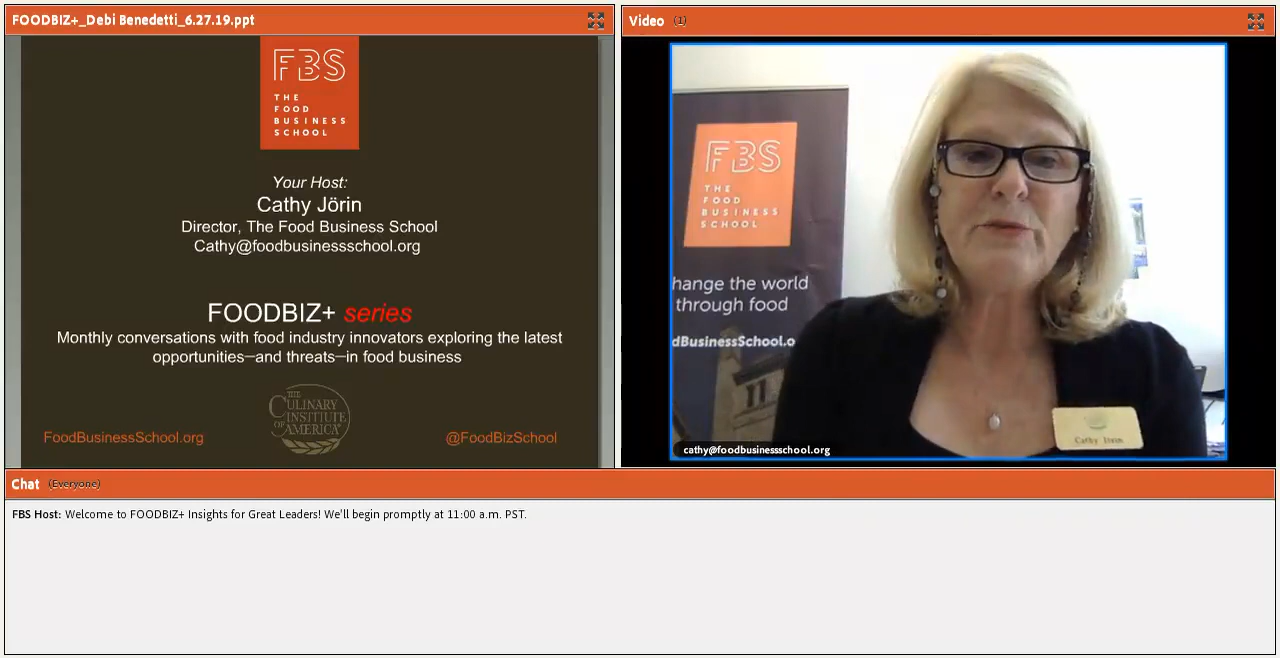 FOODBIZ+_Debi Benedetti_6.27.19.ppt
FBS
THE
FOOD
BUSINESS
SCHOOL
Your Host:
Cathy Jörin
Director, The Food Business School
Cathy@foodbusinessschool.org
FOODBIZ+ series
Monthly conversations with food industry innovators exploring the latest
opportunities—and threats—in food business
THE
CULINARY
INSTITUTE
OF AMERICA
FoodBusinessSchool.org
@FoodBizSchool
Video (1)
FBS
THE
FOOD
BUSINESS
SCHOOL
hange the world
through food
dBusinessSchool.o
Cathy Jorin
cathy@foodbusinessschool.org
Chat (Everyone)
FBS Host: Welcome to FOODBIZ+ Insights for Great Leaders! We'll begin promptly at 11:00 a.m. PST.